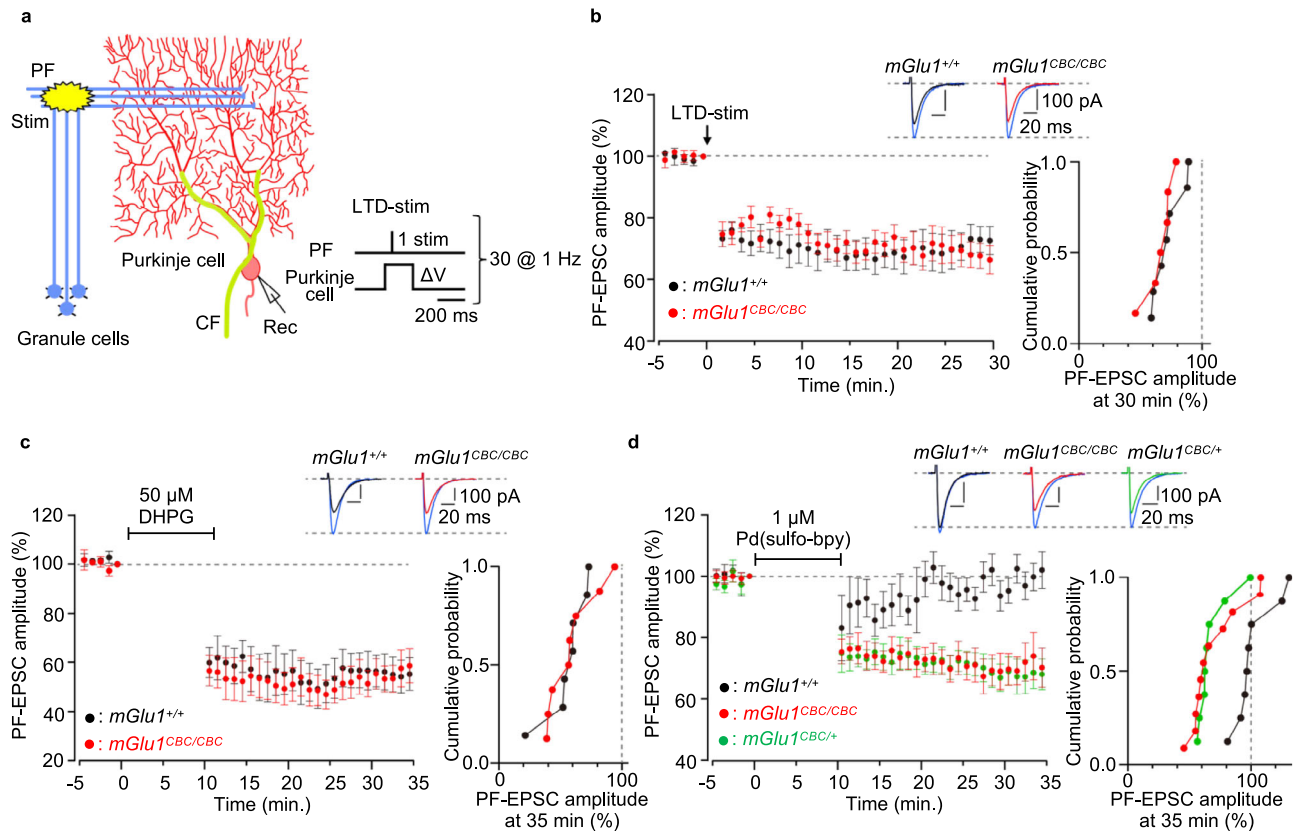 a
PF
Stim
Granule cells
Purkinje cell
CF
Rec
LTD-stim
PF
1 stim
Purkinje
cell
ΔV
200 ms
30 @ 1 Hz
b
mGlu1+/+
mGlu1CBC/CBC
100 pA
20 ms
LTD-stim
PF-EPSC amplitude (%)
120
100
80
60
40
-5
0
5
10
15
20
25
30
Time (min.)
: mGlu1+/+
: mGlu1CBC/CBC
Cumulative probability
1.0
0.5
0.0
0
100
PF-EPSC amplitude
at 30 min (%)
c
mGlu1+/+
mGlu1CBC/CBC
100 pA
20 ms
50 µM
DHPG
PF-EPSC amplitude (%)
120
100
80
60
40
20
-5
0
5
10
15
20
25
30
35
Time (min.)
: mGlu1+/+
: mGlu1CBC/CBC
Cumulative probability
1.0
0.5
0.0
0
100
PF-EPSC amplitude
at 35 min (%)
d
mGlu1+/+
mGlu1CBC/CBC
mGlu1CBC/+
100 pA
20 ms
1 µM
Pd(sulfo-bpy)
PF-EPSC amplitude (%)
120
100
80
60
40
-5
0
5
10
15
20
25
30
35
Time (min.)
: mGlu1+/+
: mGlu1CBC/CBC
: mGlu1CBC/+
Cumulative probability
1.0
0.5
0.0
0
100
PF-EPSC amplitude
at 35 min (%)